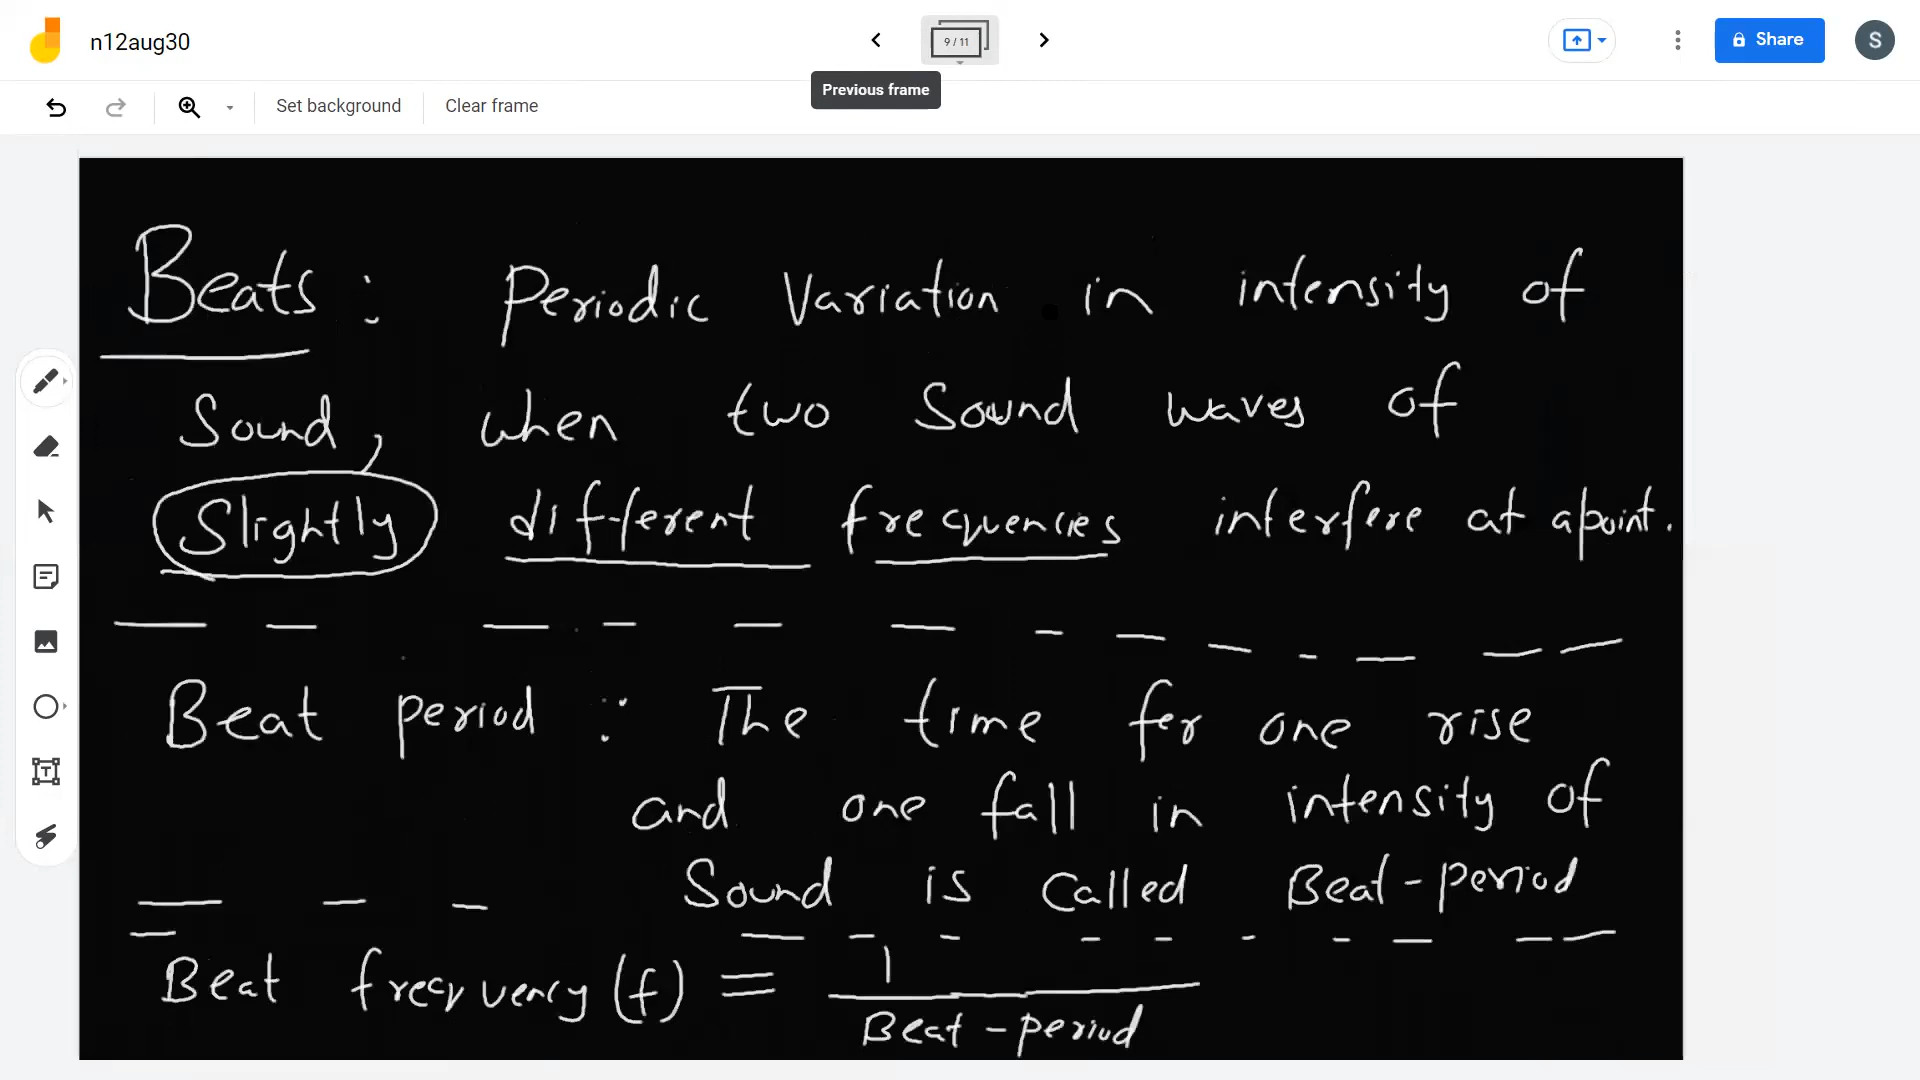 n12aug30
9 / 11
Share
S
Previous frame
Set background
Clear frame
Beats : Periodic Variation in intensity of
Sound, when two Sound waves of
Slightly different frequencies interfere at a point.
Beat period : The time for one rise
and one fall in intensity of
Sound is Called Beat-period
Beat frequency (f) = 1
Beat-period